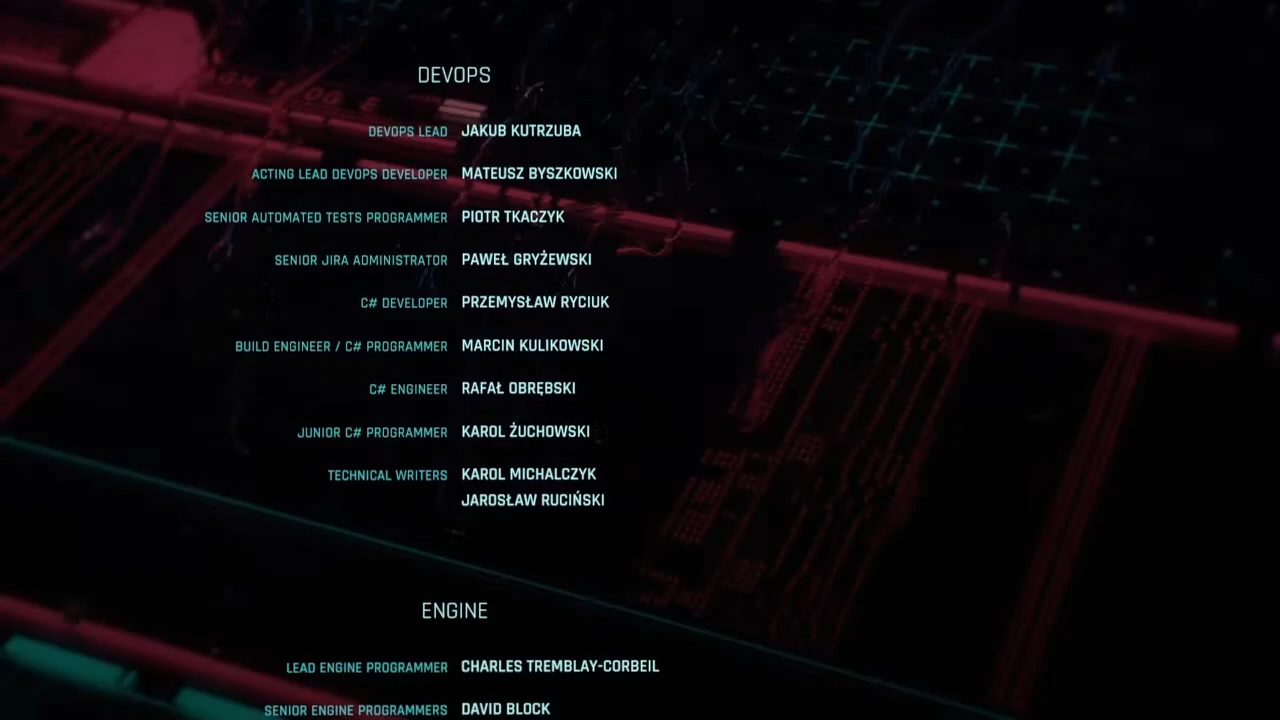 DEVOPS
DEVOPS LEAD JAKUB KUTRZUBA
ACTING LEAD DEVOPS DEVELOPER MATEUSZ BYSZKOWSKI
SENIOR AUTOMATED TESTS PROGRAMMER PIOTR TKACZYK
SENIOR JIRA ADMINISTRATOR PAWEŁ GRYŻEWSKI
C# DEVELOPER PRZEMYSŁAW RYCIUK
BUILD ENGINEER / C# PROGRAMMER MARCIN KULIKOWSKI
C# ENGINEER RAFAŁ OBRĘBSKI
JUNIOR C# PROGRAMMER KAROL ŻUCHOWSKI
TECHNICAL WRITERS KAROL MICHALCZYK
JAROSŁAW RUCIŃSKI
ENGINE
LEAD ENGINE PROGRAMMER CHARLES TREMBLAY-CORBEIL
SENIOR ENGINE PROGRAMMERS DAVID BLOCK